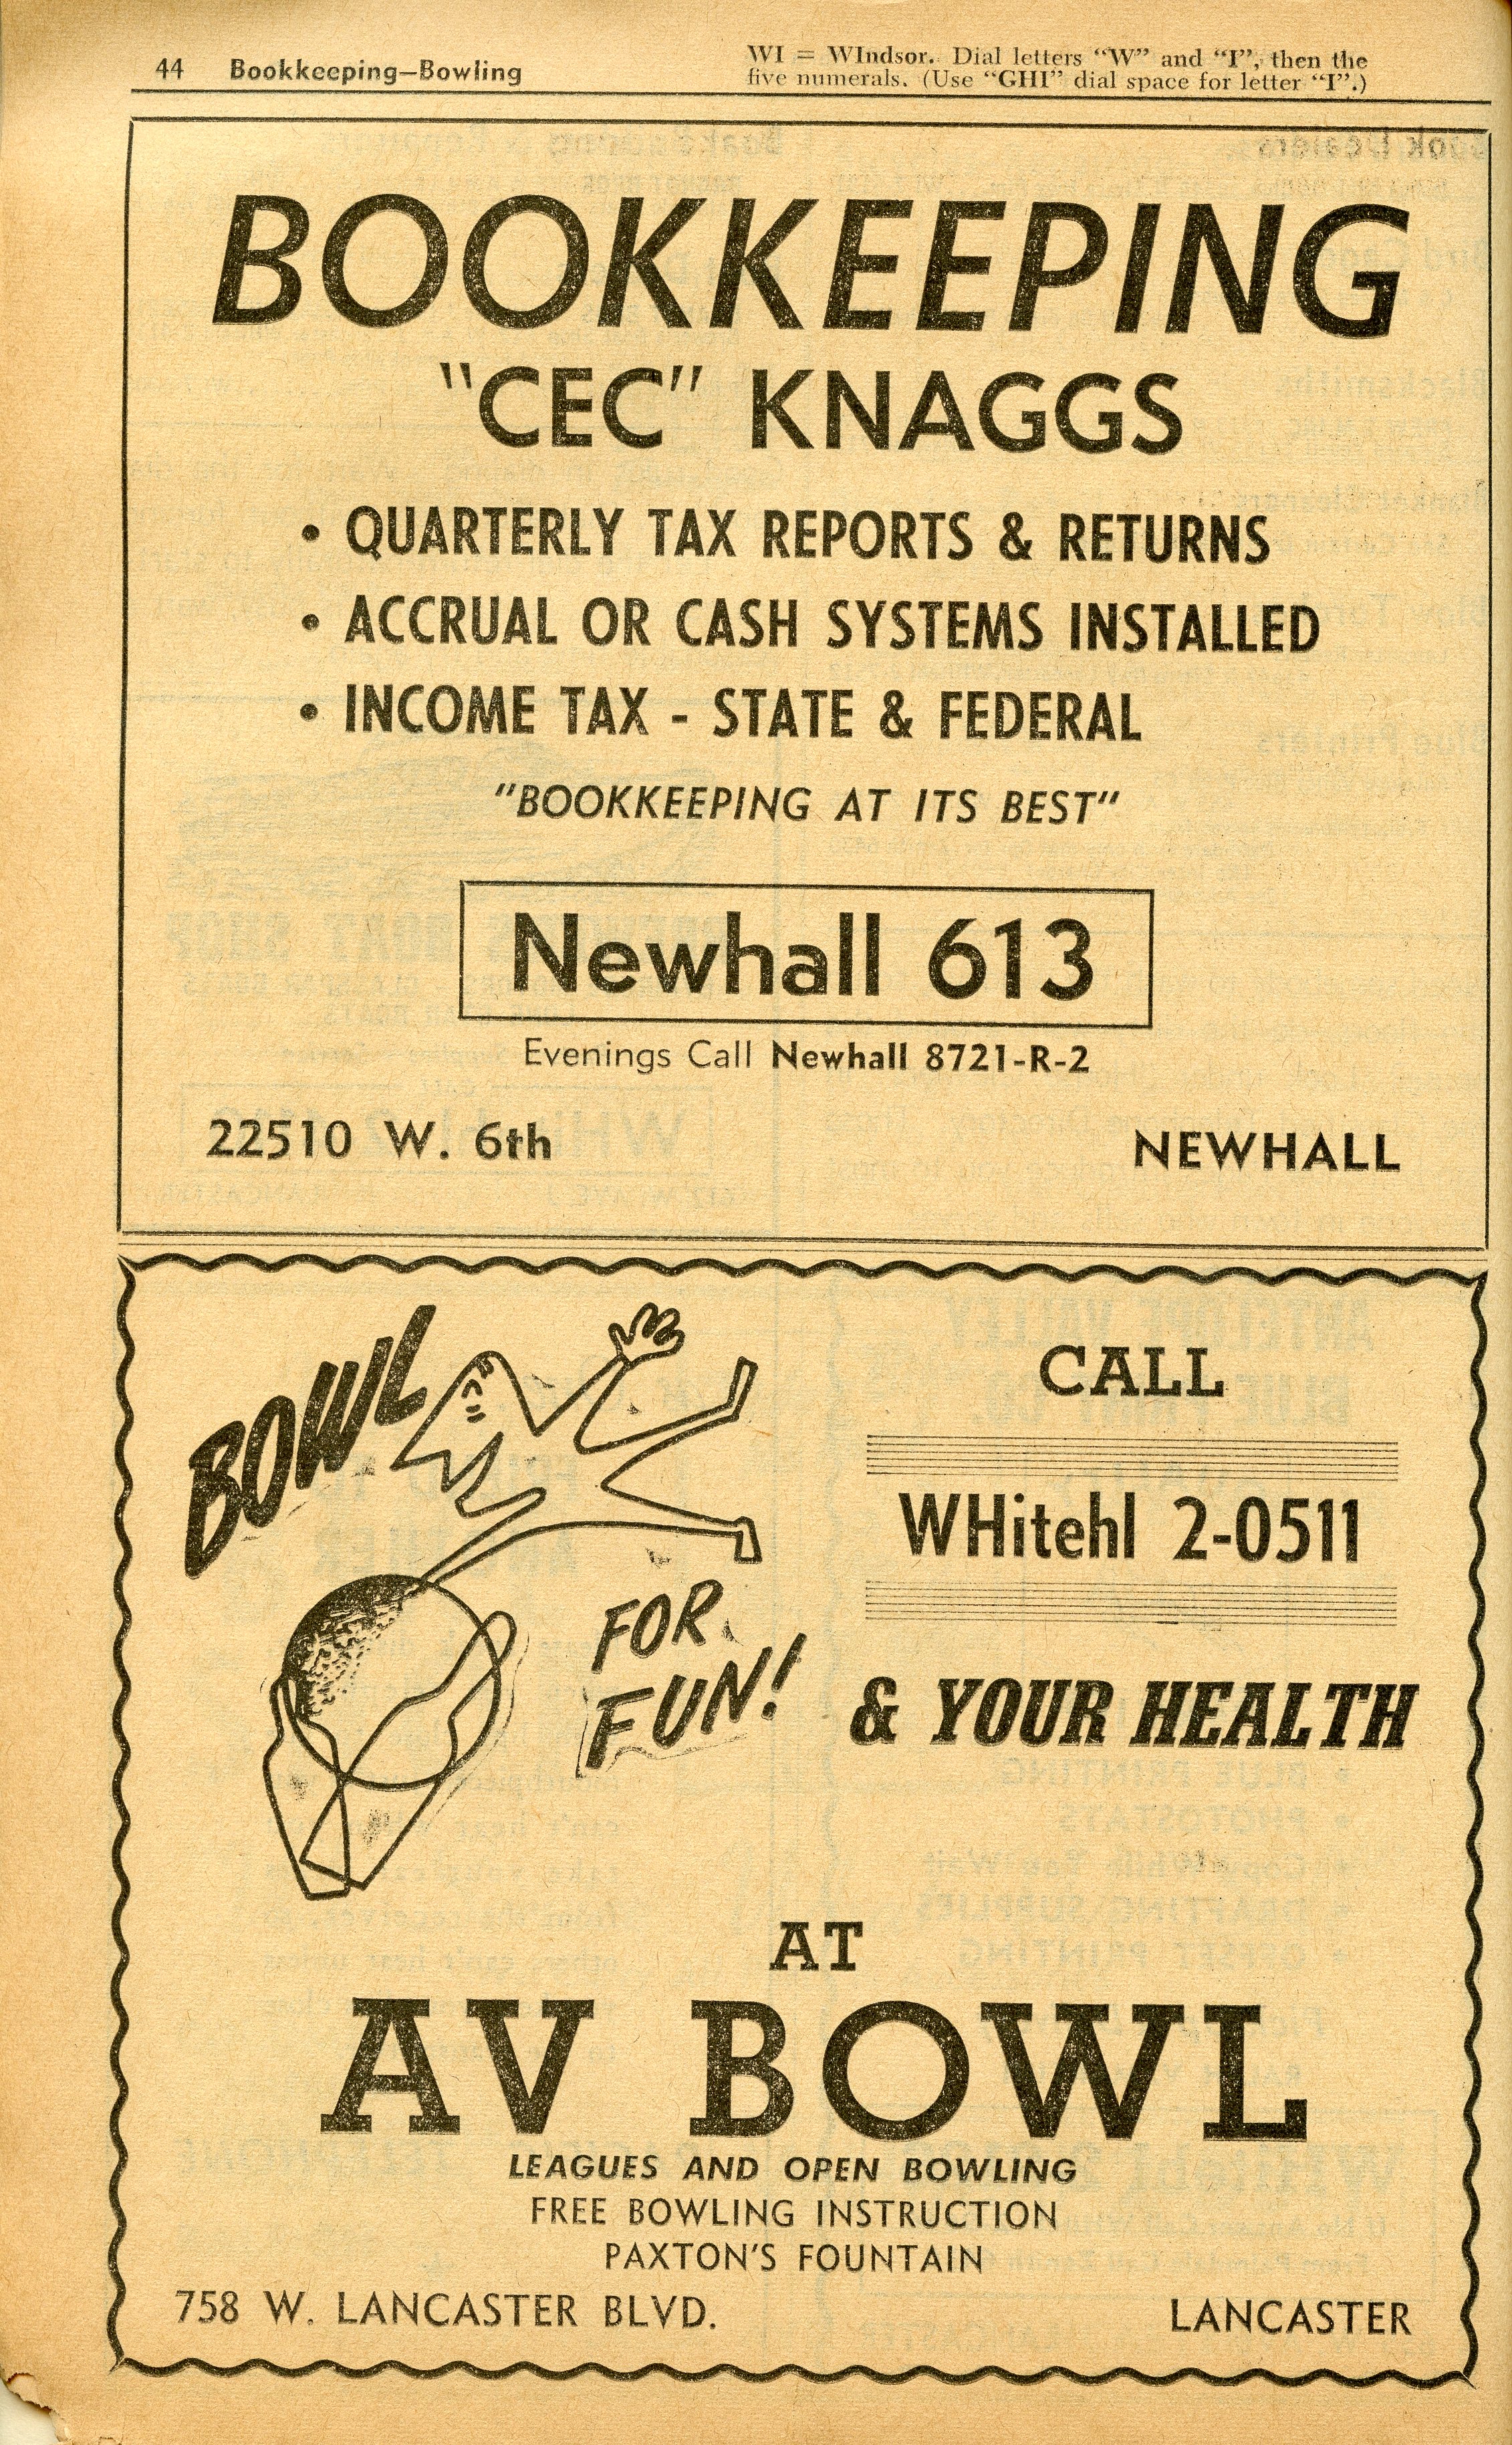 44 Bookkeeping—Bowling
WI = WIndsor. Dial letters “W” and “I”, then the
five numerals. (Use “GHI” dial space for letter “I”.)
BOOKKEEPING
"CEC" KNAGGS
• QUARTERLY TAX REPORTS & RETURNS
• ACCRUAL OR CASH SYSTEMS INSTALLED
• INCOME TAX - STATE & FEDERAL
"BOOKKEEPING AT ITS BEST"
Newhall 613
Evenings Call Newhall 8721-R-2
22510 W. 6th
NEWHALL
BOWL
FOR
FUN!
CALL
WHitehl 2-0511
& YOUR HEALTH
AT
AV BOWL
LEAGUES AND OPEN BOWLING
FREE BOWLING INSTRUCTION
PAXTON'S FOUNTAIN
758 W. LANCASTER BLVD.
LANCASTER